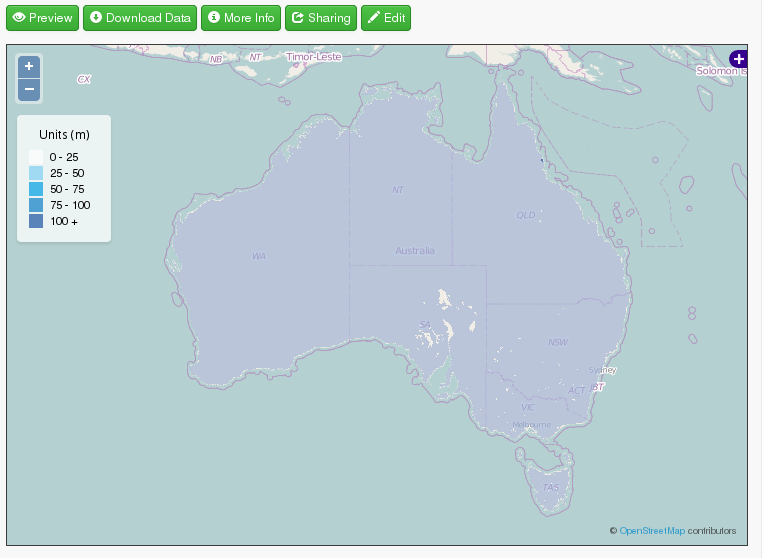 Preview
Download Data
More Info
Sharing
Edit
NB
NT
Timor-Leste
Solomon Is
CX
+
−
Units (m)
0 - 25
25 - 50
50 - 75
75 - 100
100 +
NT
QLD
WA
Australia
SA
NSW
Sydney
ACT
JBT
VIC
Melbourne
TAS
© OpenStreetMap contributors